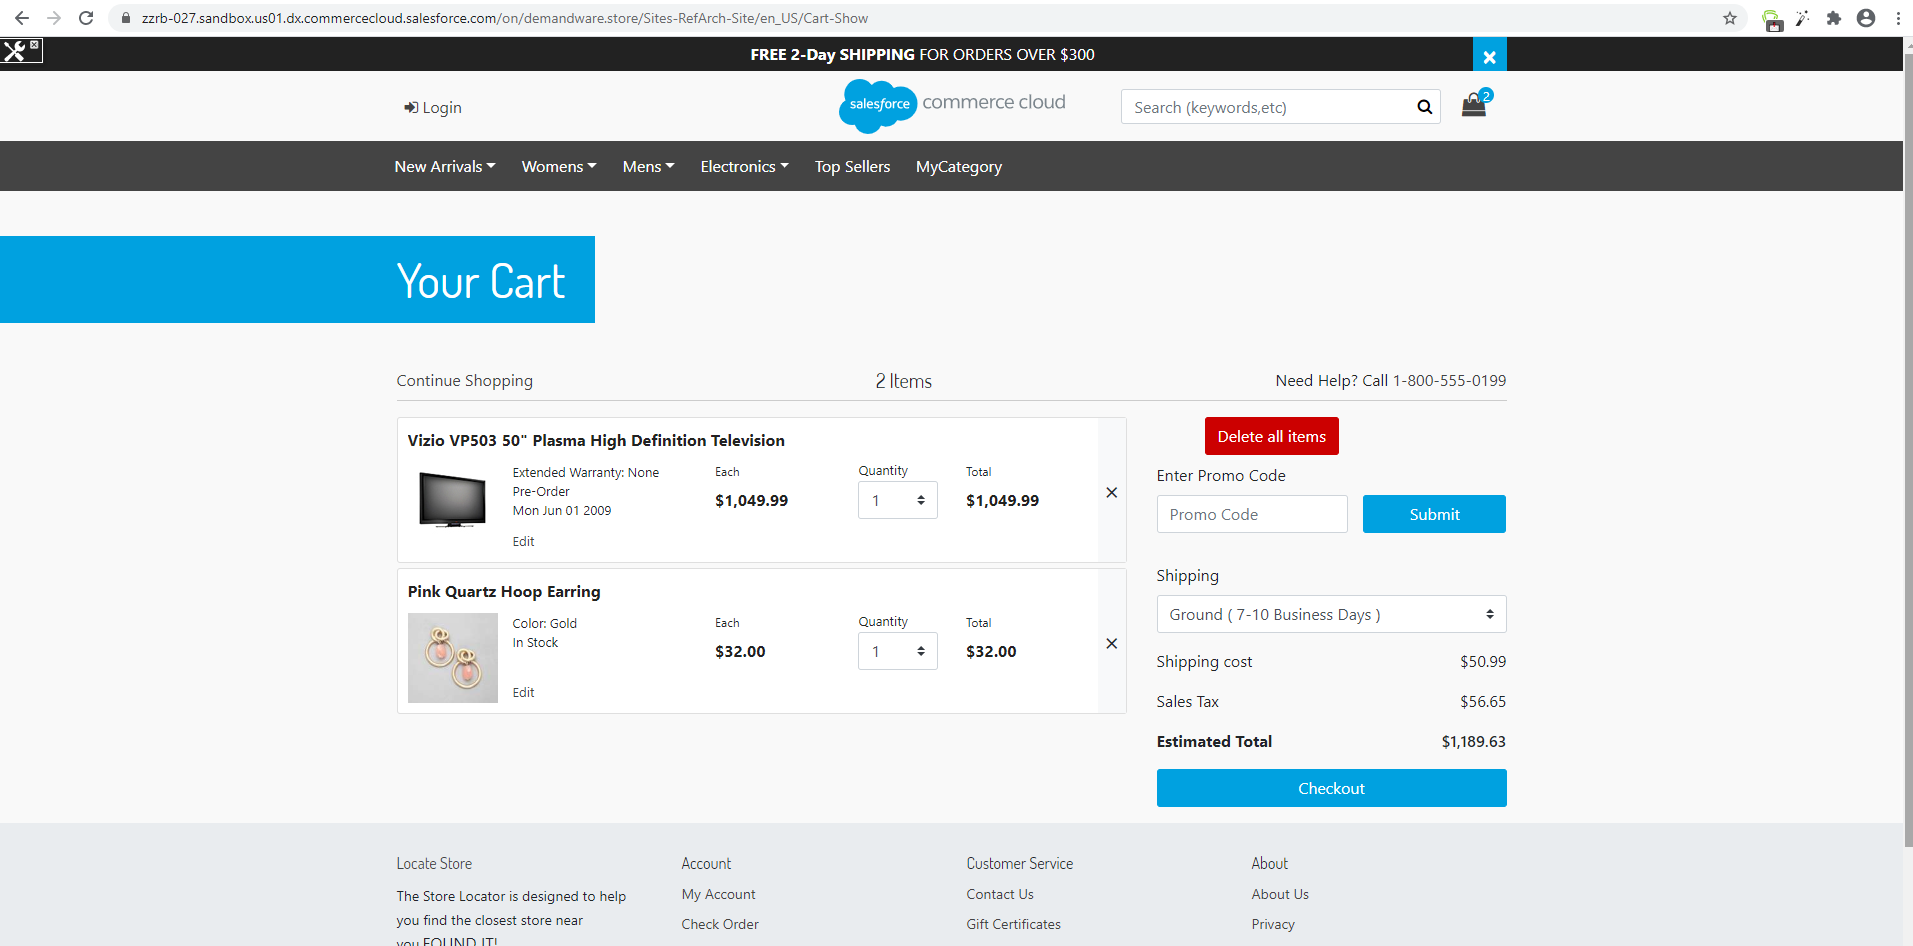 zzrb-027.sandbox.us01.dx.commercecloud.salesforce.com/on/demandware.store/Sites-RefArch-Site/en_US/Cart-Show
FREE 2-Day SHIPPING FOR ORDERS OVER $300
Login
salesforce commerce cloud
Search (keywords,etc)
2
New Arrivals Womens Mens Electronics Top Sellers MyCategory
Your Cart
Continue Shopping 2 Items Need Help? Call 1-800-555-0199
Vizio VP503 50" Plasma High Definition Television
Extended Warranty: None Each Quantity Total
Pre-Order $1,049.99 1 $1,049.99
Mon Jun 01 2009
Edit
Pink Quartz Hoop Earring
Color: Gold Each Quantity Total
In Stock $32.00 1 $32.00
Edit
Delete all items
Enter Promo Code
Promo Code Submit
Shipping
Ground ( 7-10 Business Days )
Shipping cost $50.99
Sales Tax $56.65
Estimated Total $1,189.63
Checkout
Locate Store
The Store Locator is designed to help
you find the closest store near
you.FOUND IT!
Account
My Account
Check Order
Customer Service
Contact Us
Gift Certificates
About
About Us
Privacy